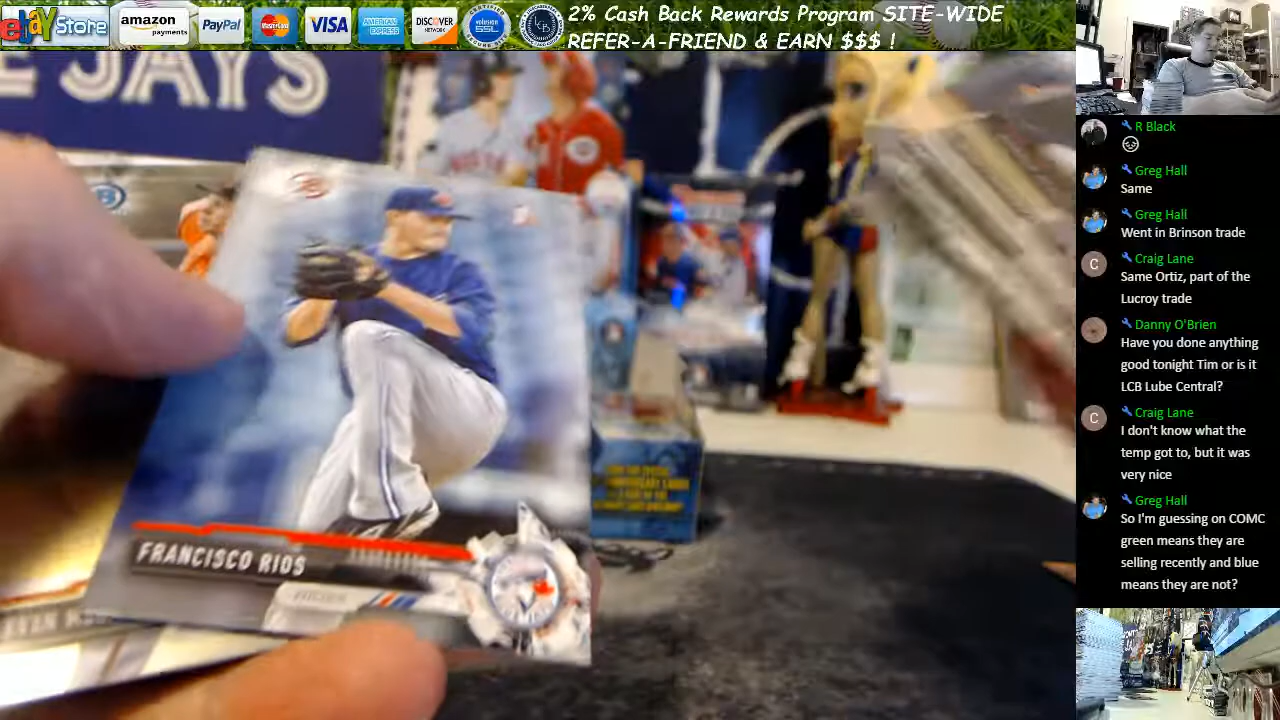 ebay Store
amazon
payments
PayPal
MasterCard
VISA
AMERICAN
EXPRESS
DISCOVER
NETWORK
SSL
LCB
2% Cash Back Rewards Program SITE-WIDE
REFER-A-FRIEND & EARN $$$ !
E JAYS
FRANCISCO RIOS
R Black
Greg Hall
Same
Greg Hall
Went in Brinson trade
Craig Lane
Same Ortiz, part of the
Lucroy trade
Danny O'Brien
Have you done anything
good tonight Tim or is it
LCB Lube Central?
Craig Lane
I don't know what the
temp got to, but it was
very nice
Greg Hall
So I'm guessing on COMC
green means they are
selling recently and blue
means they are not?
C
C